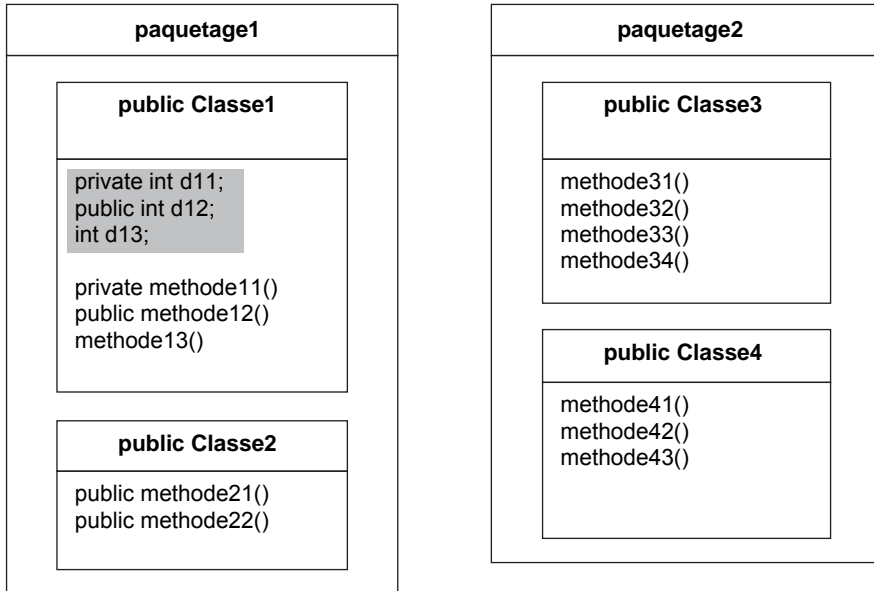 paquetage1
public Classe1
private int d11;
public int d12;
int d13;
private methode11()
public methode12()
methode13()
public Classe2
public methode21()
public methode22()
paquetage2
public Classe3
methode31()
methode32()
methode33()
methode34()
public Classe4
methode41()
methode42()
methode43()